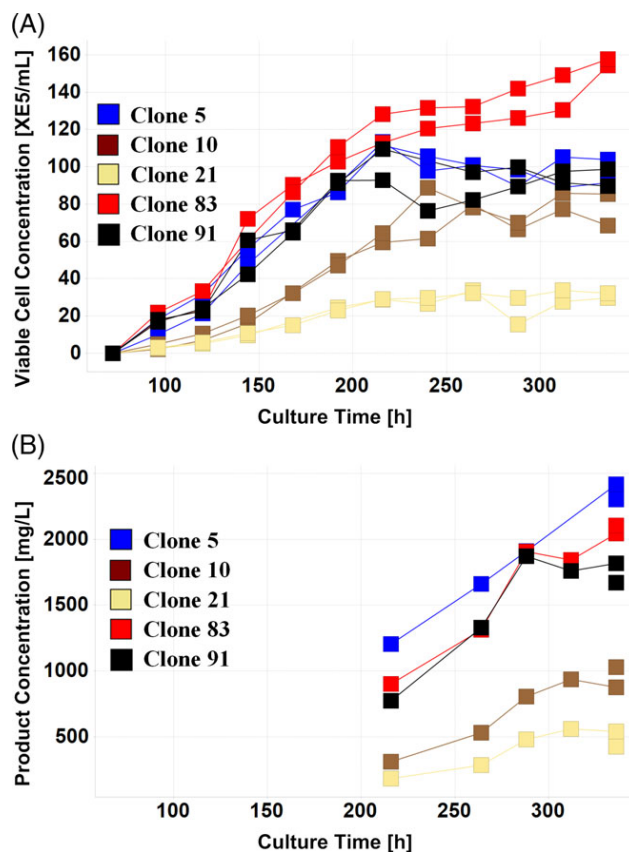 (A)
Viable Cell Concentration [XE5/mL]
160
140
120
100
80
60
40
20
0
Clone 5
Clone 10
Clone 21
Clone 83
Clone 91
100
150
200
250
300
Culture Time [h]
(B)
Product Concentration [mg/L]
2500
2000
1500
1000
500
Clone 5
Clone 10
Clone 21
Clone 83
Clone 91
100
150
200
250
300
Culture Time [h]